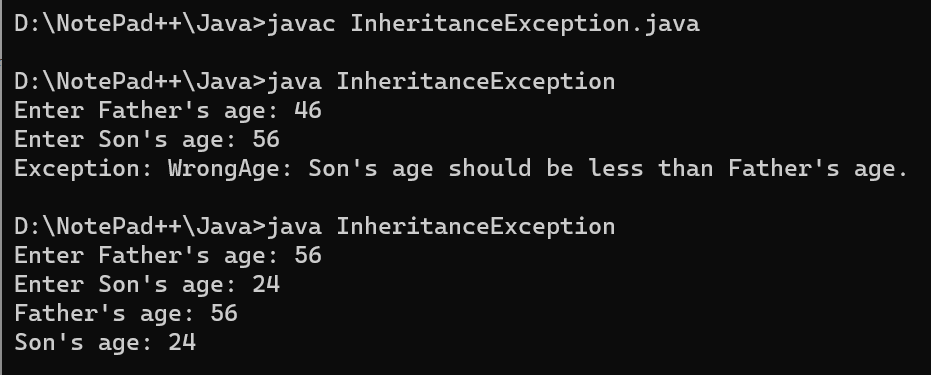 D:\NotePad++\Java>javac InheritanceException.java
D:\NotePad++\Java>java InheritanceException
Enter Father's age: 46
Enter Son's age: 56
Exception: WrongAge: Son's age should be less than Father's age.
D:\NotePad++\Java>java InheritanceException
Enter Father's age: 56
Enter Son's age: 24
Father's age: 56
Son's age: 24